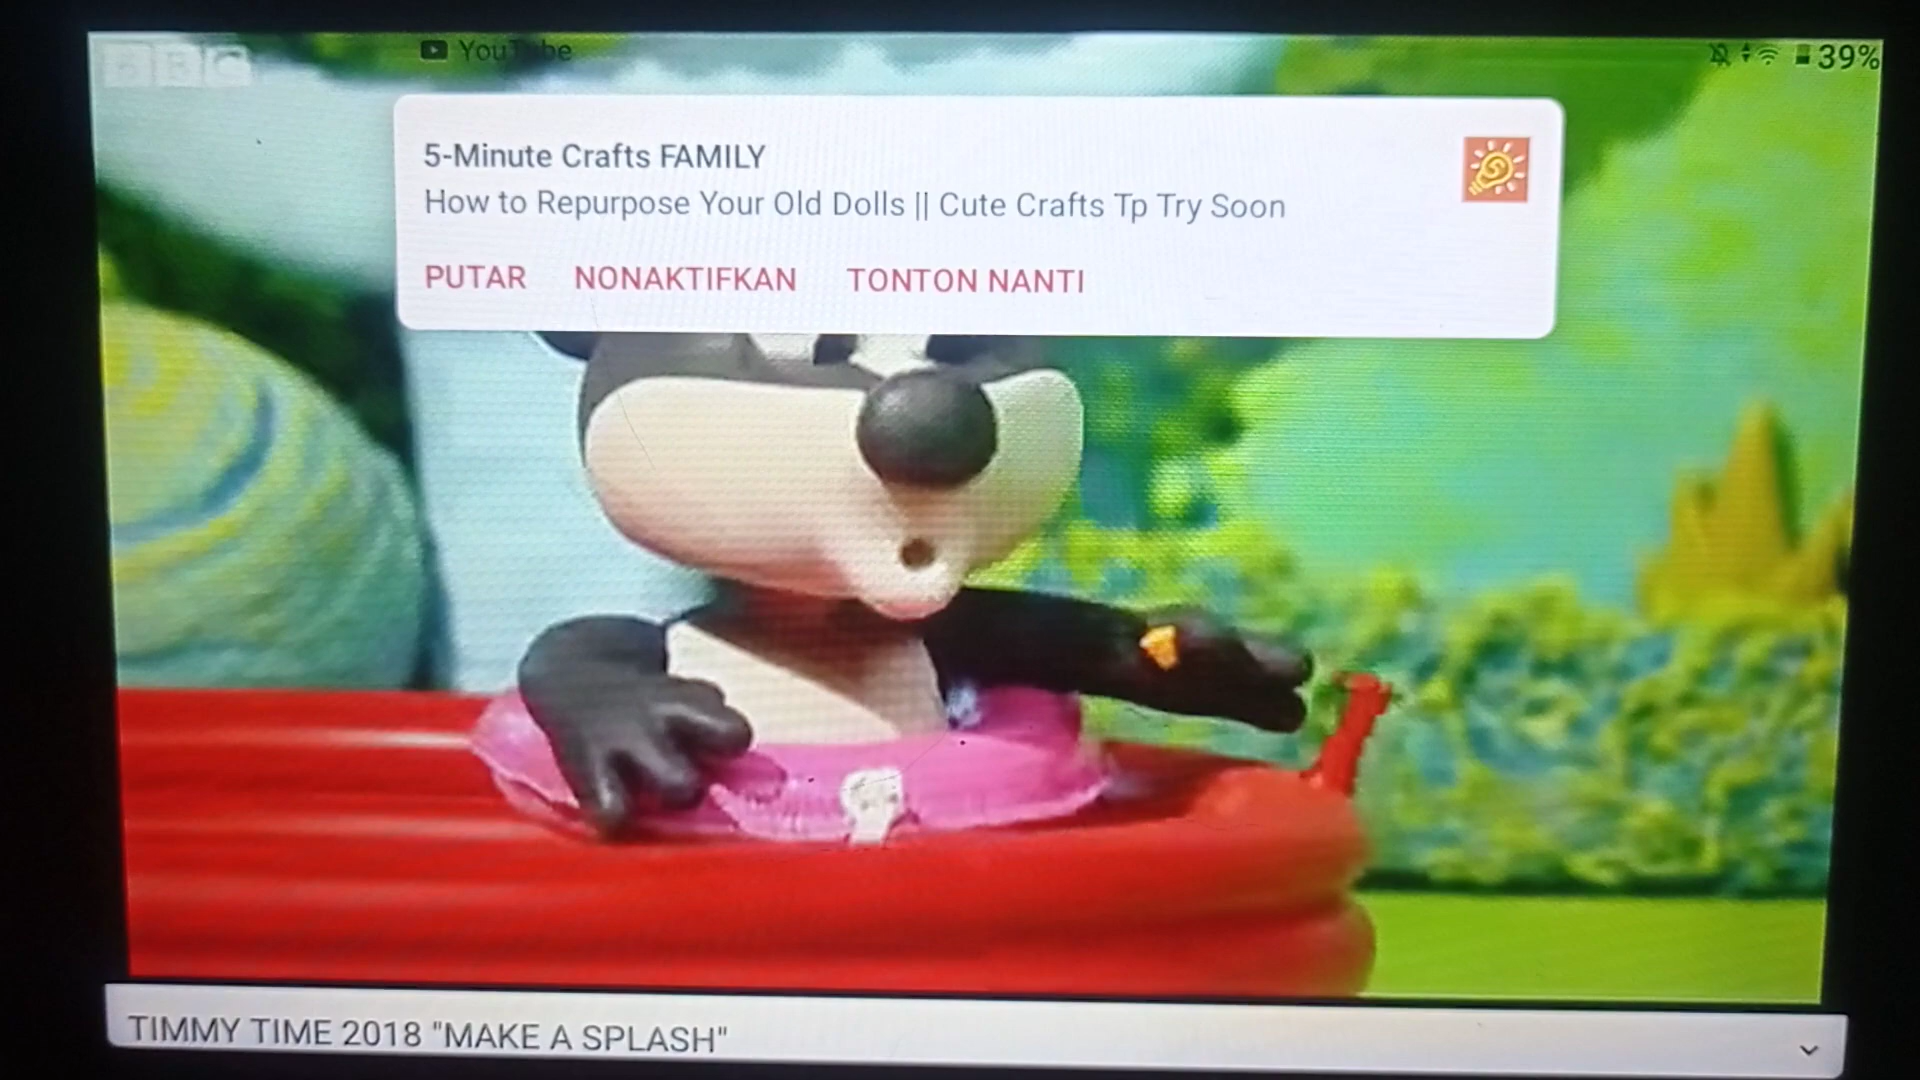 BBC
YouTube
39%
5-Minute Crafts FAMILY
How to Repurpose Your Old Dolls || Cute Crafts Tp Try Soon
PUTAR NONAKTIFKAN TONTON NANTI
TIMMY TIME 2018 "MAKE A SPLASH"